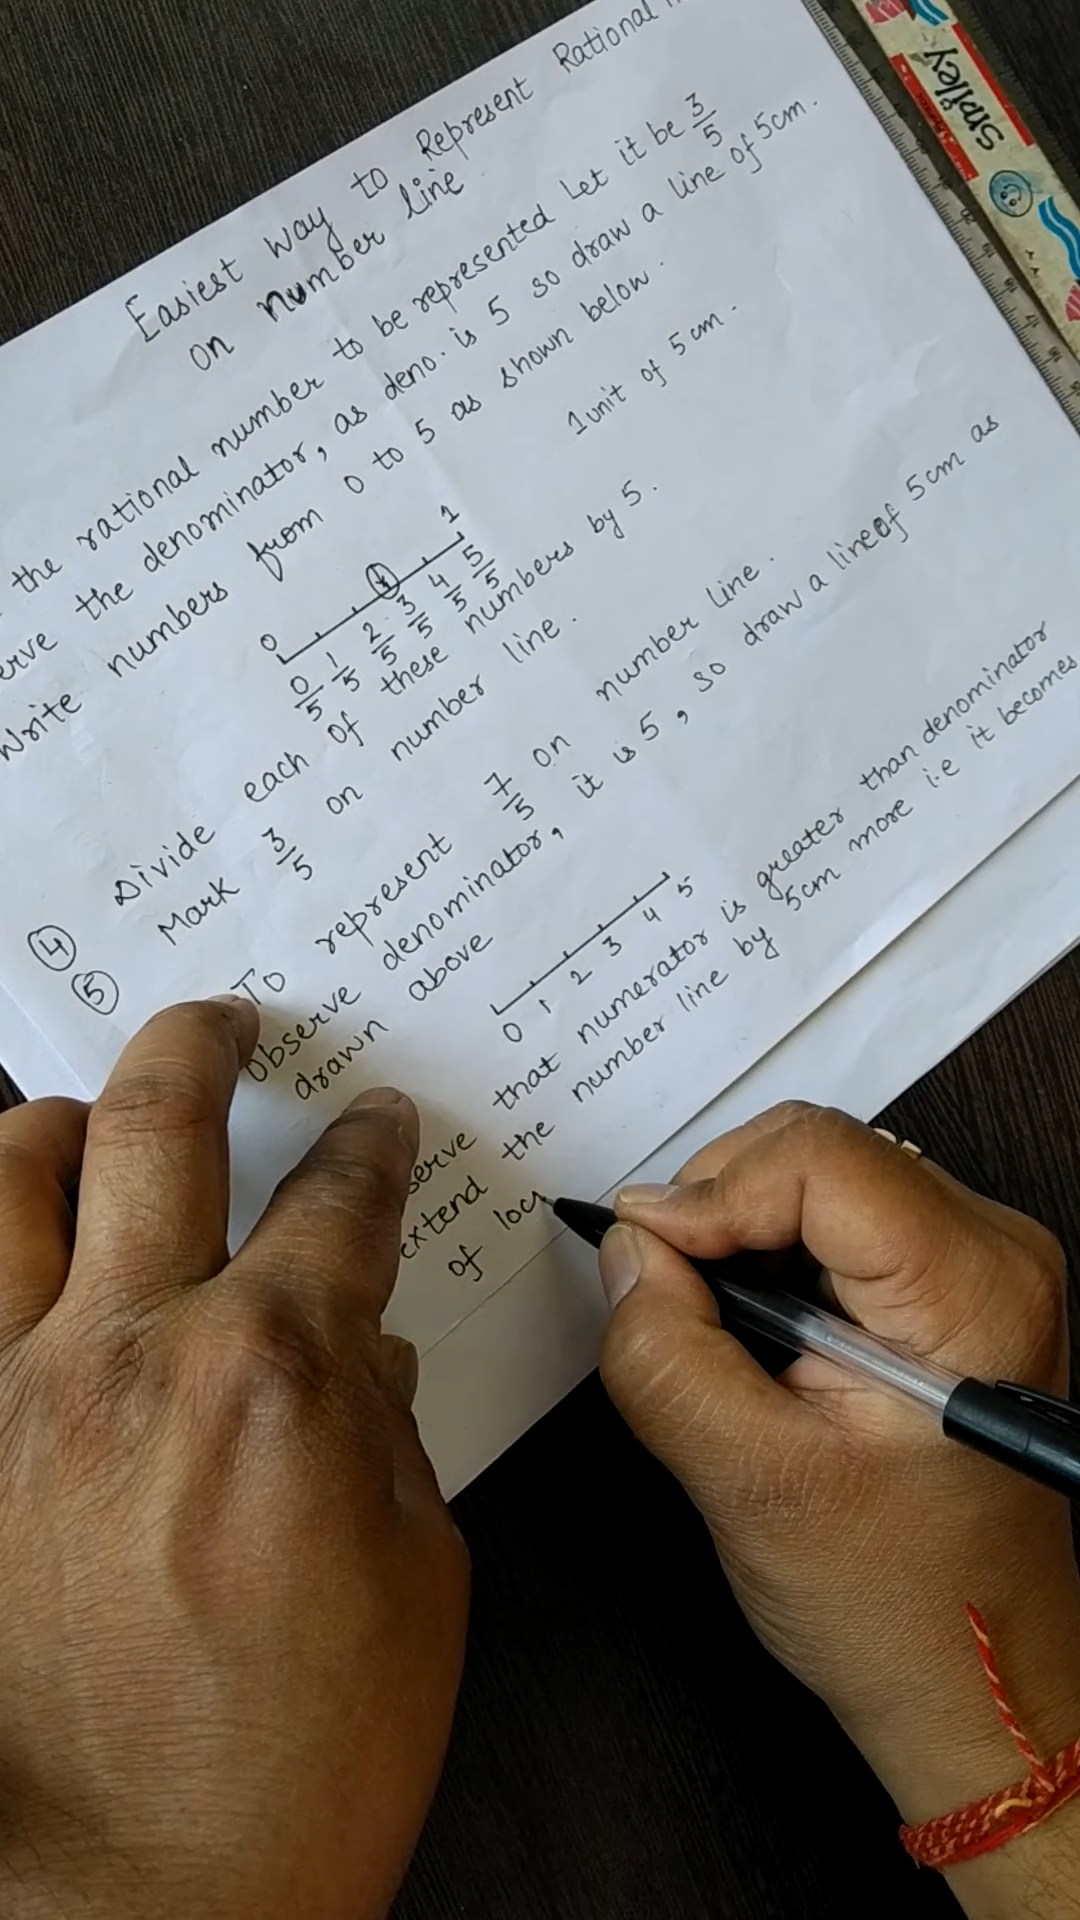 Easiest way to Represent Rational
on number line.
the rational number to be represented Let it be 3/5
the denominator, as deno. is 5 so draw a line of 5cm.
Write numbers from 0 to 5 as shown below.
1 unit of 5 cm.
0 1
0/5 1/5 2/5 3/5 4/5 5/5
④ Divide each of these numbers by 5.
⑤ Mark 3/5 on number line.
To represent 7/5 on number line.
Observe denominator, it is 5, so draw a line of 5cm as
drawn above
0 1 2 3 4 5
that numerator is greater than denominator
extend the number line by 5cm more i.e it becomes
of 10cm
Smiley